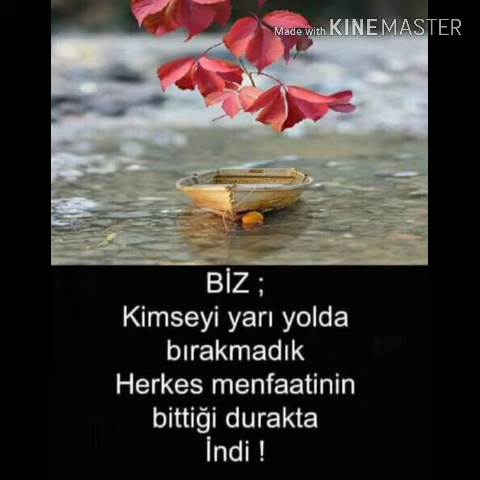 Made with KINEMASTER
BİZ ;
Kimseyi yarı yolda
bırakmadık
Herkes menfaatinin
bittiği durakta
İndi !